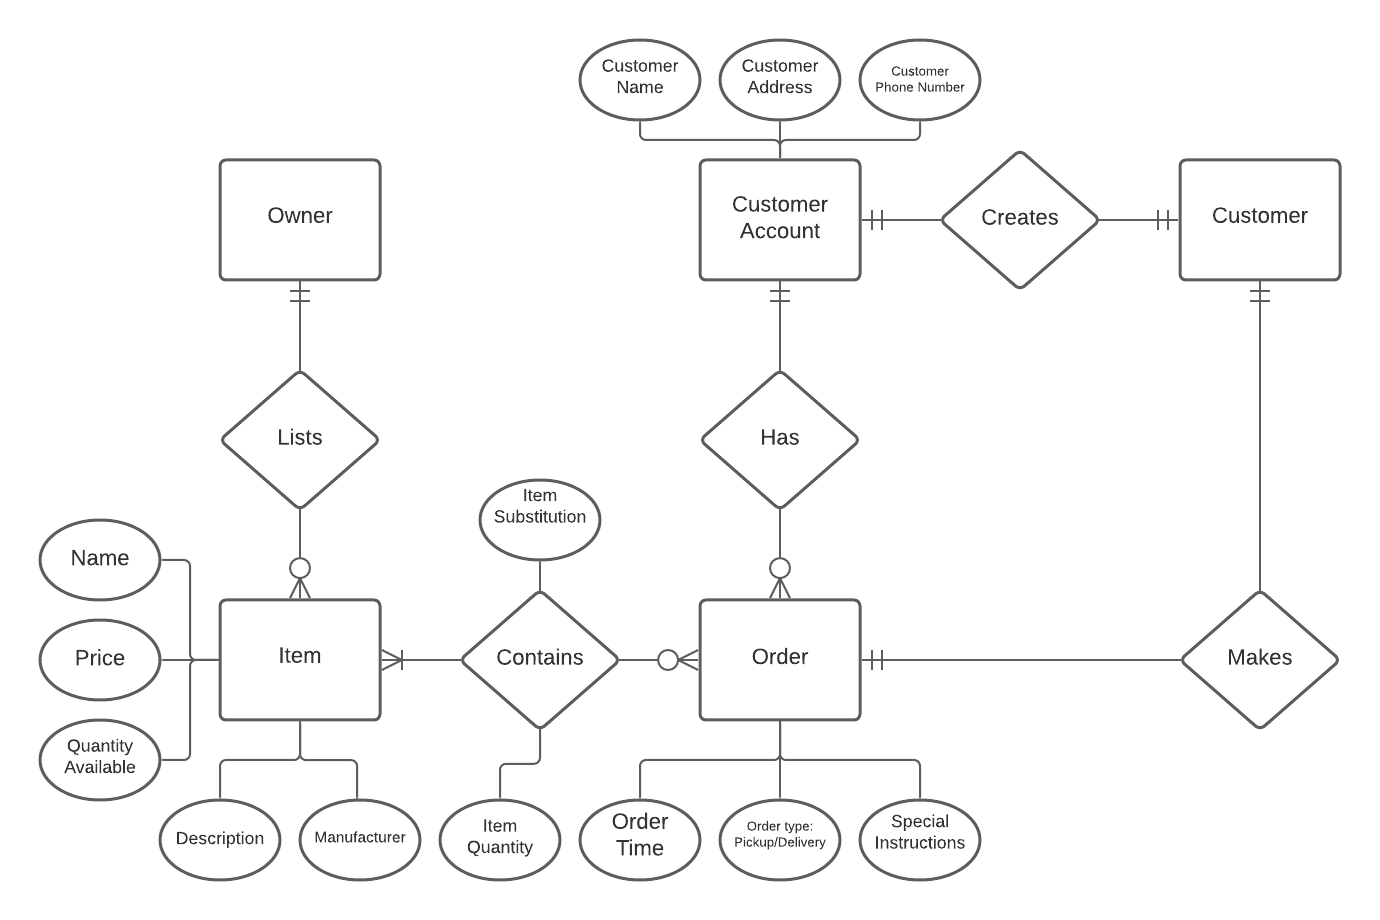 Customer
Name
Customer
Address
Customer
Phone Number
Owner
Customer
Account
Creates
Customer
Lists
Has
Item
Substitution
Name
Price
Quantity
Available
Item
Contains
Order
Makes
Description
Manufacturer
Item
Quantity
Order
Time
Order type:
Pickup/Delivery
Special
Instructions